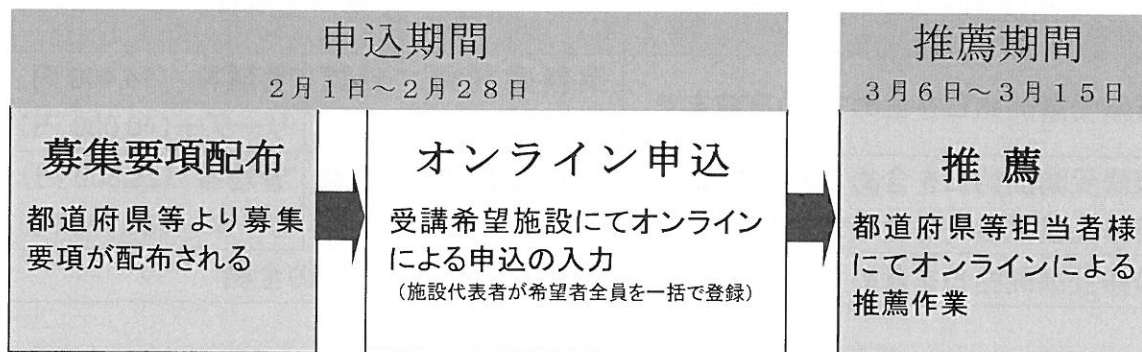 申込期間
２月１日～２月２８日
募集要項配布
都道府県等より募集
要項が配布される
オンライン申込
受講希望施設にてオンライン
による申込の入力
（施設代表者が希望者全員を一括で登録）
推薦期間
３月６日～３月１５日
推 薦
都道府県等担当者様
にてオンラインによる
推薦作業